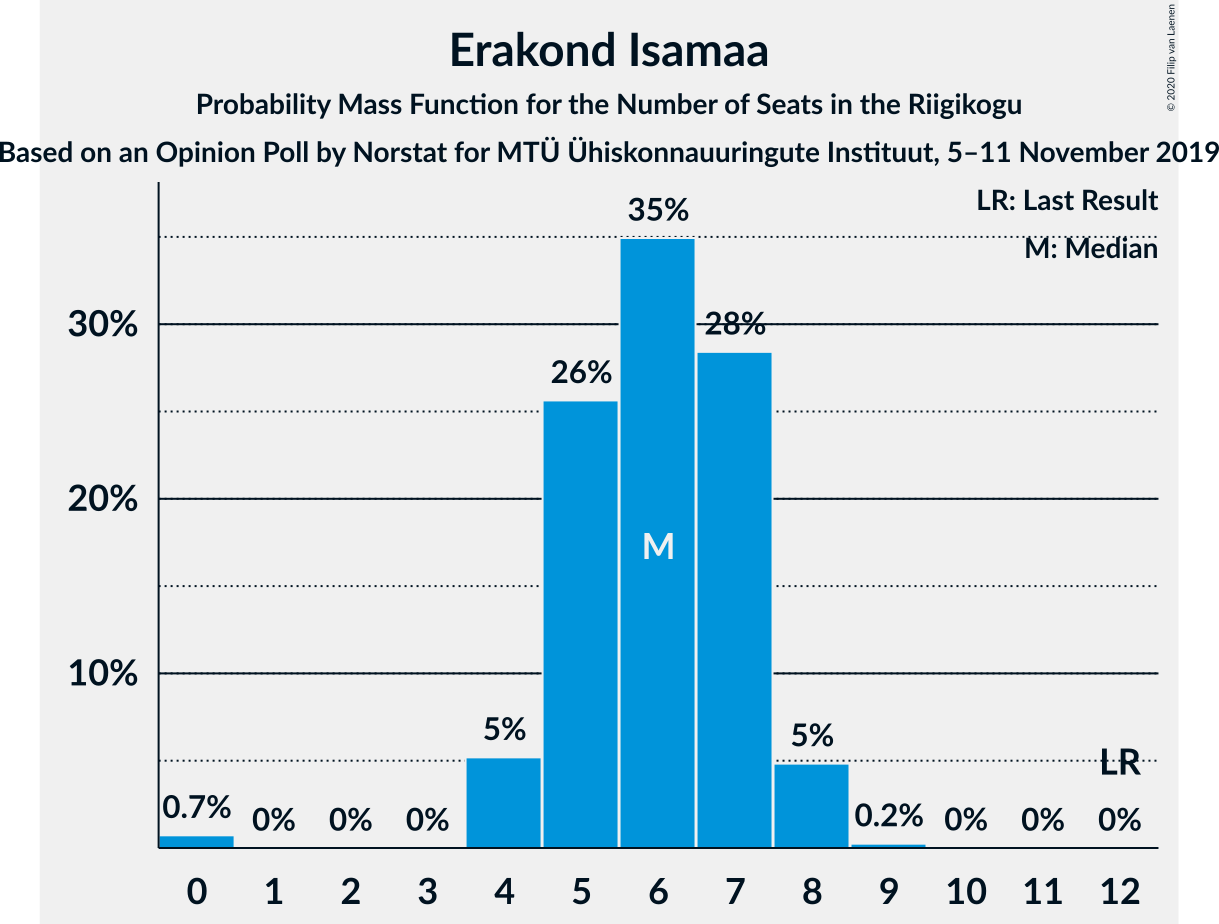 Erakond Isamaa
Probability Mass Function for the Number of Seats in the Riigikogu
Based on an Opinion Poll by Norstat for MTÜ Ühiskonnauuringute Instituut, 5–11 November 2019
© 2020 Filip van Laenen
LR: Last Result
M: Median
35%
30%
28%
26%
20%
M
10%
5%
5%
LR
0.7%
0%
0%
0%
0.2%
0%
0%
0%
0 1 2 3 4 5 6 7 8 9 10 11 12